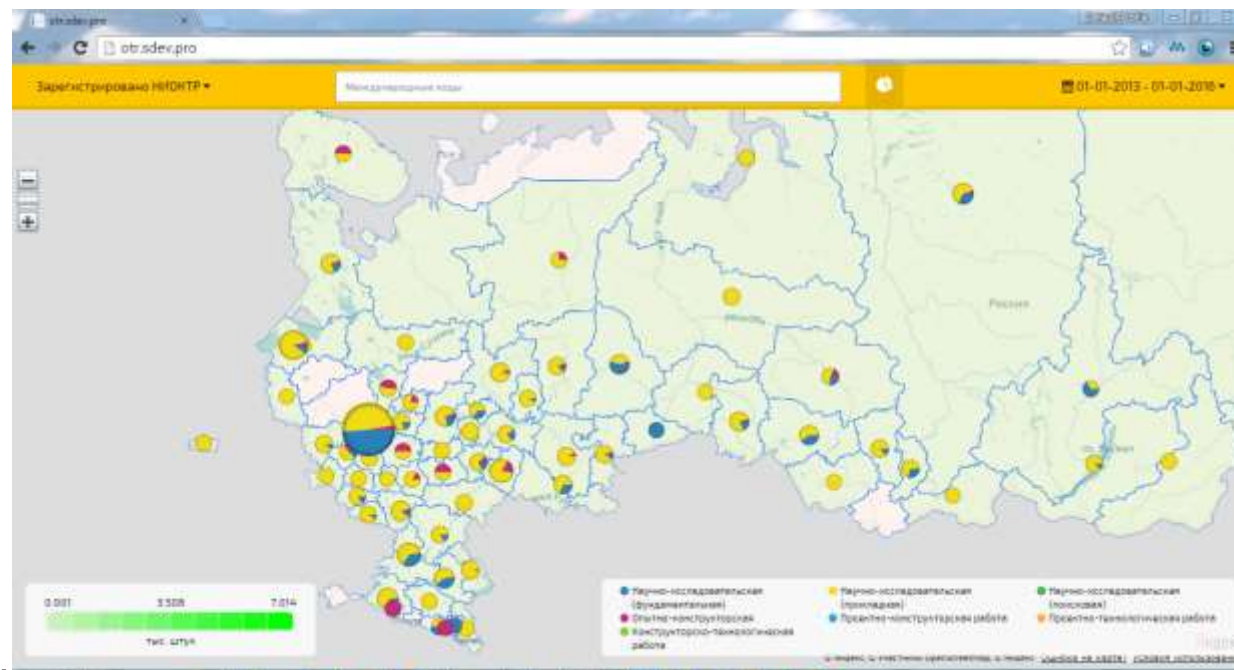 otr.sdev.pro
otr.sdev.pro
Зарегистрировано НИОКТР
Международные коды
01-01-2013 - 01-01-2016
Россия
0.001 3.508 7.014
тыс. штук
Научно-исследовательская (фундаментальная)
Опытно-конструкторская
Конструкторско-технологическая работа
Научно-исследовательская (прикладная)
Проектно-конструкторская работа
Научно-исследовательская (поисковая)
Проектно-технологическая работа
Яндекс